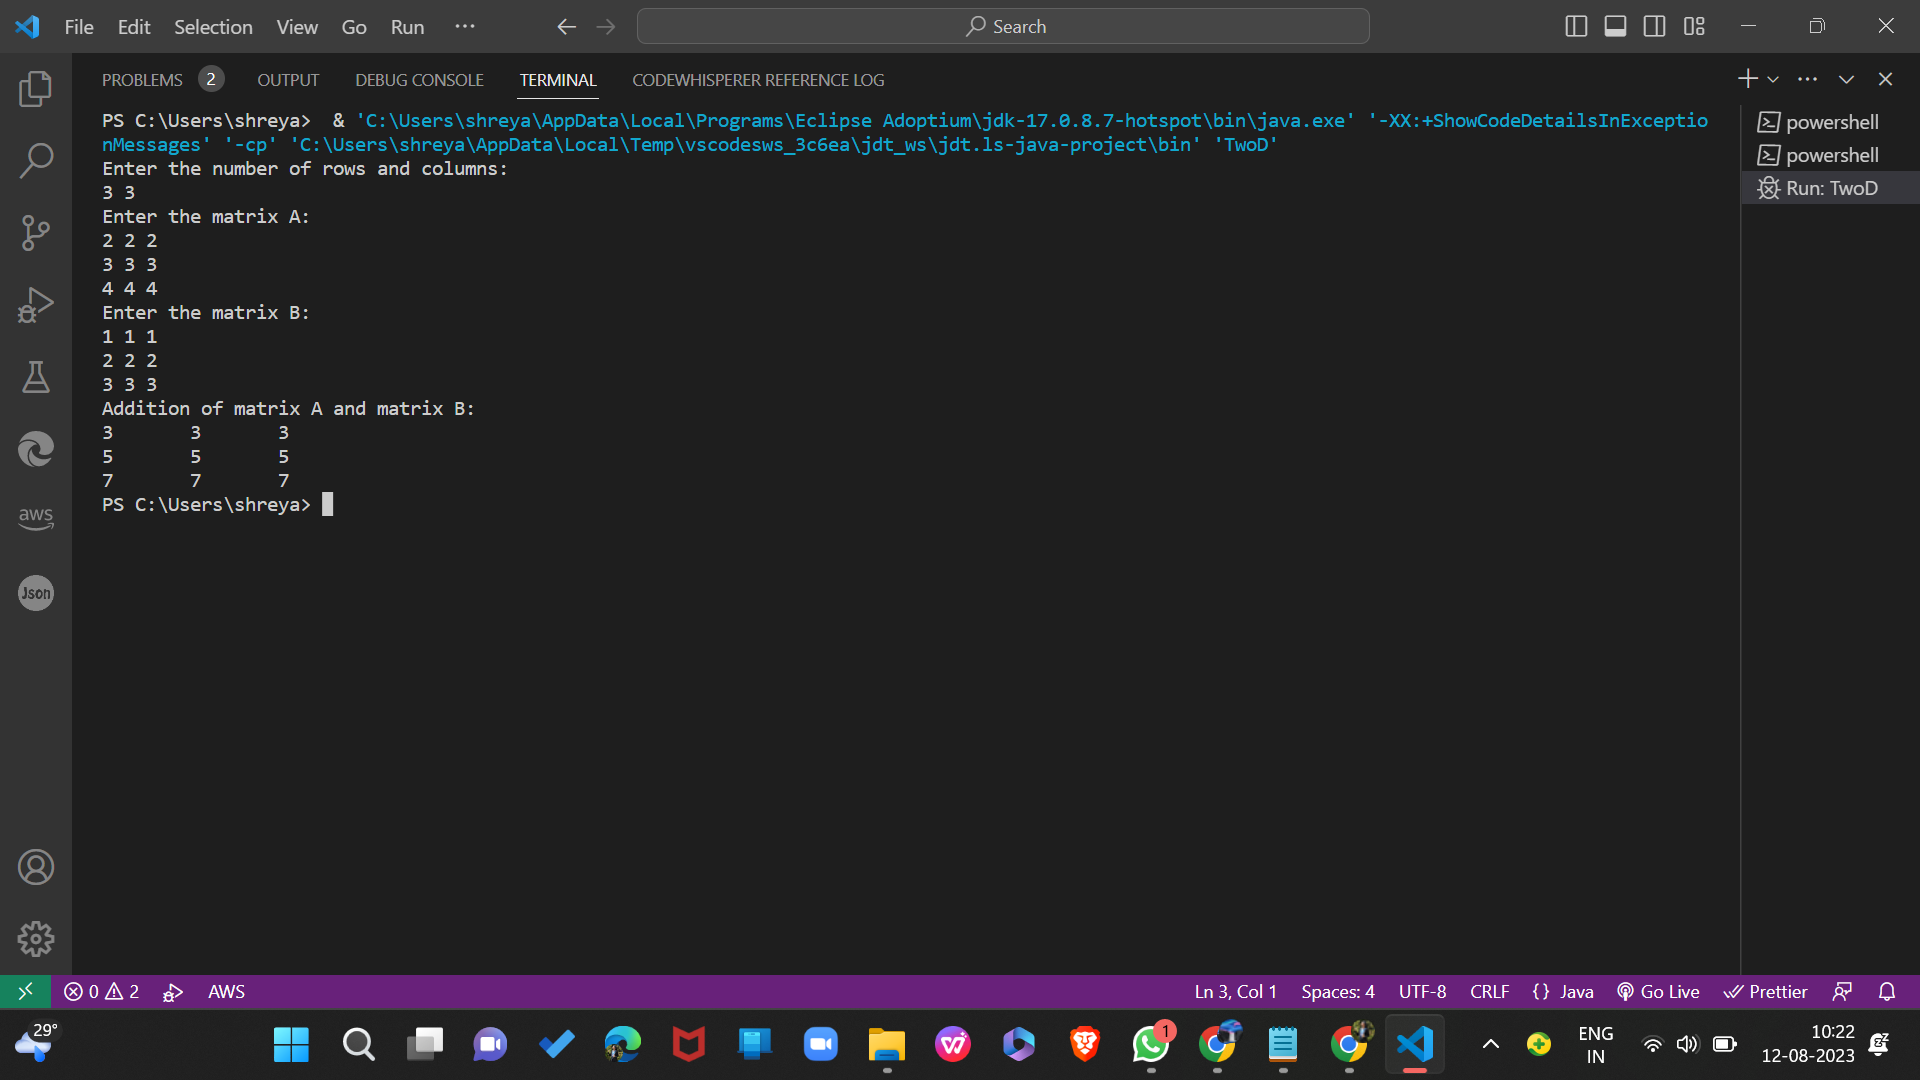 File Edit Selection View Go Run ···
Search
PROBLEMS 2 OUTPUT DEBUG CONSOLE TERMINAL CODEWHISPERER REFERENCE LOG
PS C:\Users\shreya>  & 'C:\Users\shreya\AppData\Local\Programs\Eclipse Adoptium\jdk-17.0.8.7-hotspot\bin\java.exe' '-XX:+ShowCodeDetailsInExceptio
nMessages' '-cp' 'C:\Users\shreya\AppData\Local\Temp\vscodesws_3c6ea\jdt_ws\jdt.ls-java-project\bin' 'TwoD'
Enter the number of rows and columns:
3 3
Enter the matrix A:
2 2 2
3 3 3
4 4 4
Enter the matrix B:
1 1 1
2 2 2
3 3 3
Addition of matrix A and matrix B:
3 3 3
5 5 5
7 7 7
PS C:\Users\shreya>
powershell
powershell
Run: TwoD
aws
Json
0 2 AWS
Ln 3, Col 1 Spaces: 4 UTF-8 CRLF {} Java Go Live Prettier
29°
1
ENG
IN
10:22
12-08-2023